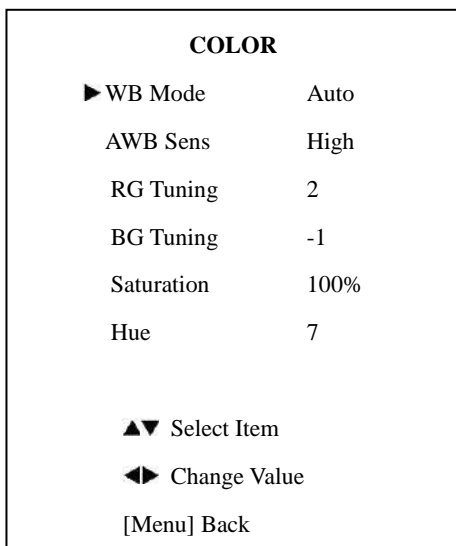 COLOR
▶WB Mode Auto
AWB Sens High
RG Tuning 2
BG Tuning -1
Saturation 100%
Hue 7
▲▼ Select Item
◀▶ Change Value
[Menu] Back